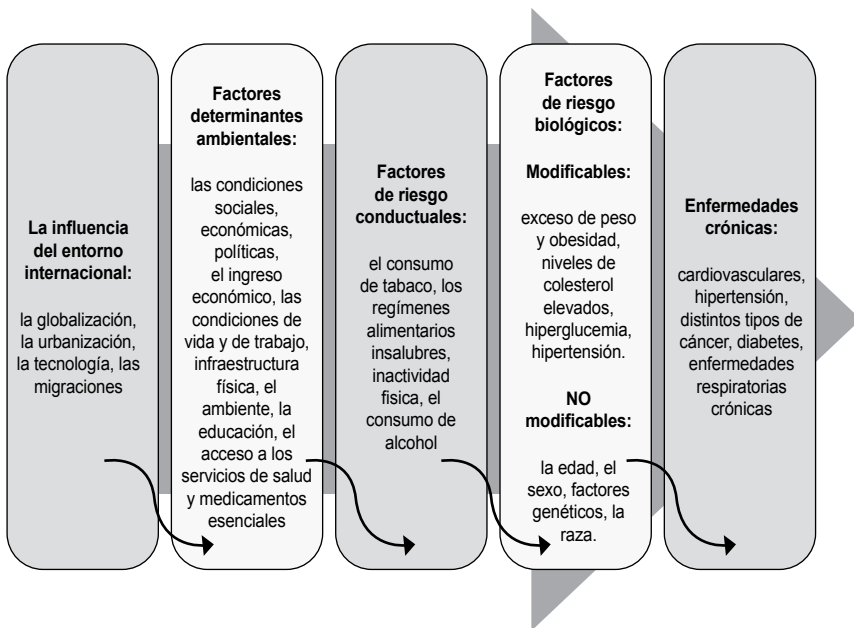 La influencia
del entorno
internacional:
la globalización,
la urbanización,
la tecnología, las
migraciones
Factores
determinantes
ambientales:
las condiciones
sociales,
económicas,
políticas,
el ingreso
económico, las
condiciones de
vida y de trabajo,
infraestructura
física, el
ambiente, la
educación, el
acceso a los
servicios de salud
y medicamentos
esenciales
Factores
de riesgo
conductuales:
el consumo
de tabaco, los
regímenes
alimentarios
insalubres,
inactividad
fisica, el
consumo de
alcohol
Factores
de riesgo
biológicos:
Modificables:
exceso de peso
y obesidad,
niveles de
colesterol
elevados,
hiperglucemia,
hipertensión.
NO
modificables:
la edad, el
sexo, factores
genéticos, la
raza.
Enfermedades
crónicas:
cardiovasculares,
hipertensión,
distintos tipos de
cáncer, diabetes,
enfermedades
respiratorias
crónicas